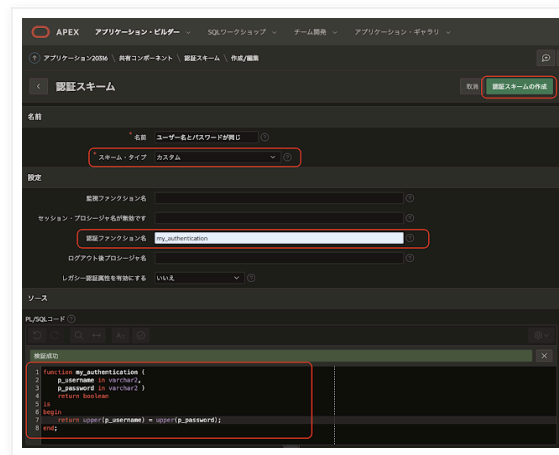 APEX アプリケーション・ビルダー SQLワークショップ チーム開発 アプリケーション・ギャラリ
アプリケーション20316 \ 共有コンポーネント \ 認証スキーム \ 作成/編集
認証スキーム 取消 認証スキームの作成
名前
* 名前 ユーザー名とパスワードが同じ
* スキーム・タイプ カスタム
設定
監視ファンクション名
セッション・プロシージャ名が無効です
認証ファンクション名 my_authentication
ログアウト後プロシージャ名
レガシー認証属性を有効にする いいえ
ソース
PL/SQLコード
検証成功
1 function my_authentication (
2 p_username in varchar2,
3 p_password in varchar2 )
4 return boolean
5 is
6 begin
7 return upper(p_username) = upper(p_password);
8 end;